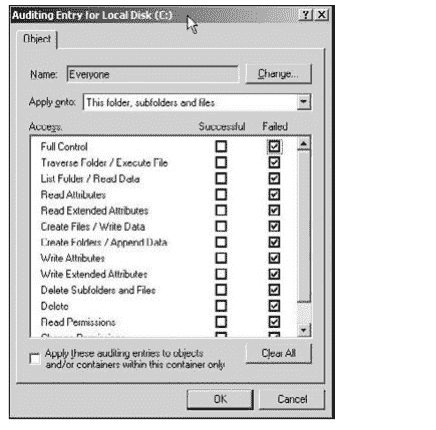 Auditing Entry for Local Disk (C:)
Object
Name: Everyone Change...
Apply onto: This folder, subfolders and files
Access: Successful Failed
Full Control
Traverse Folder / Execute File
List Folder / Read Data
Read Attributes
Read Extended Attributes
Create Files / Write Data
Create Folders / Append Data
Write Attributes
Write Extended Attributes
Delete Subfolders and Files
Delete
Read Permissions
Apply these auditing entries to objects
and/or containers within this container only
Clear All
OK Cancel